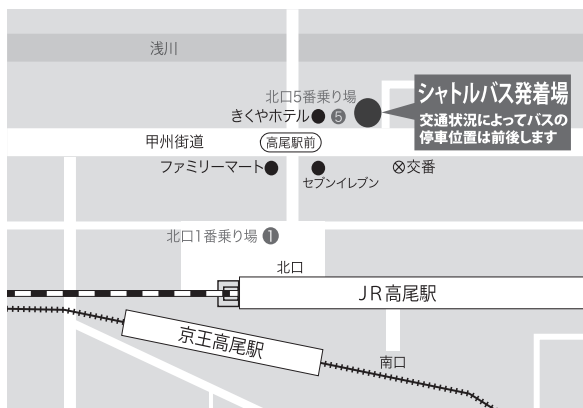 浅川
北口5番乗り場
きくやホテル
5
シャトルバス発着場
交通状況によってバスの
停車位置は前後します
甲州街道
高尾駅前
ファミリーマート
セブンイレブン
交番
北口1番乗り場
1
北口
JR高尾駅
京王高尾駅
南口